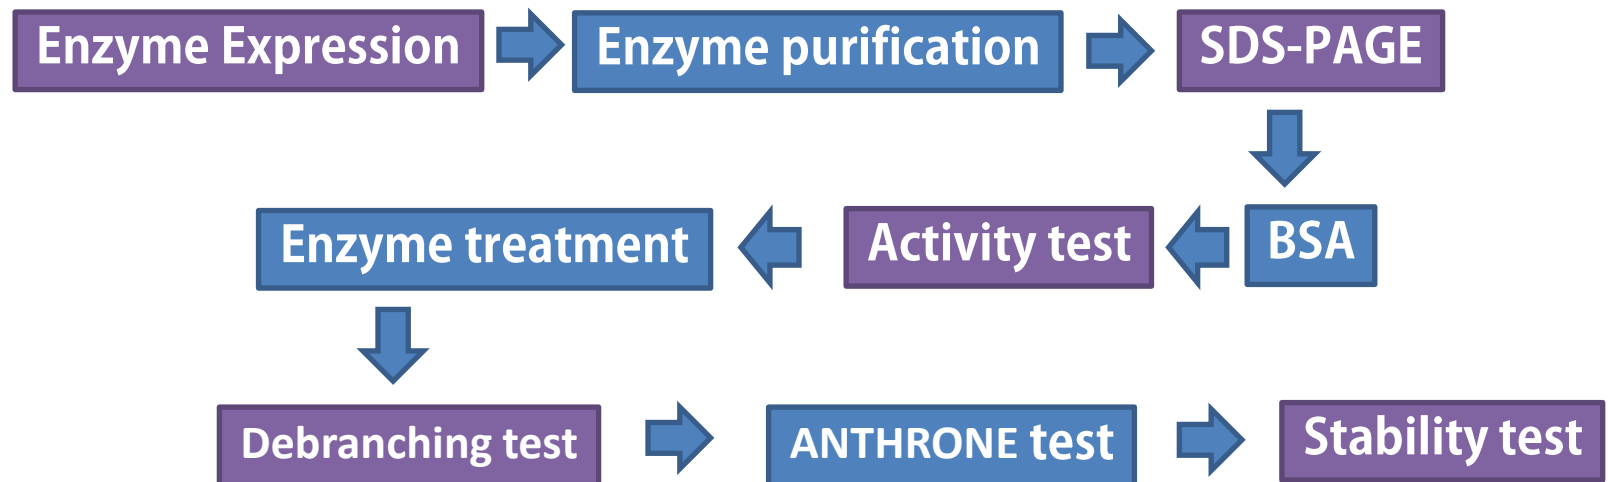 Enzyme Expression
Enzyme purification
SDS-PAGE
BSA
Activity test
Enzyme treatment
Debranching test
ANTHRONE test
Stability test